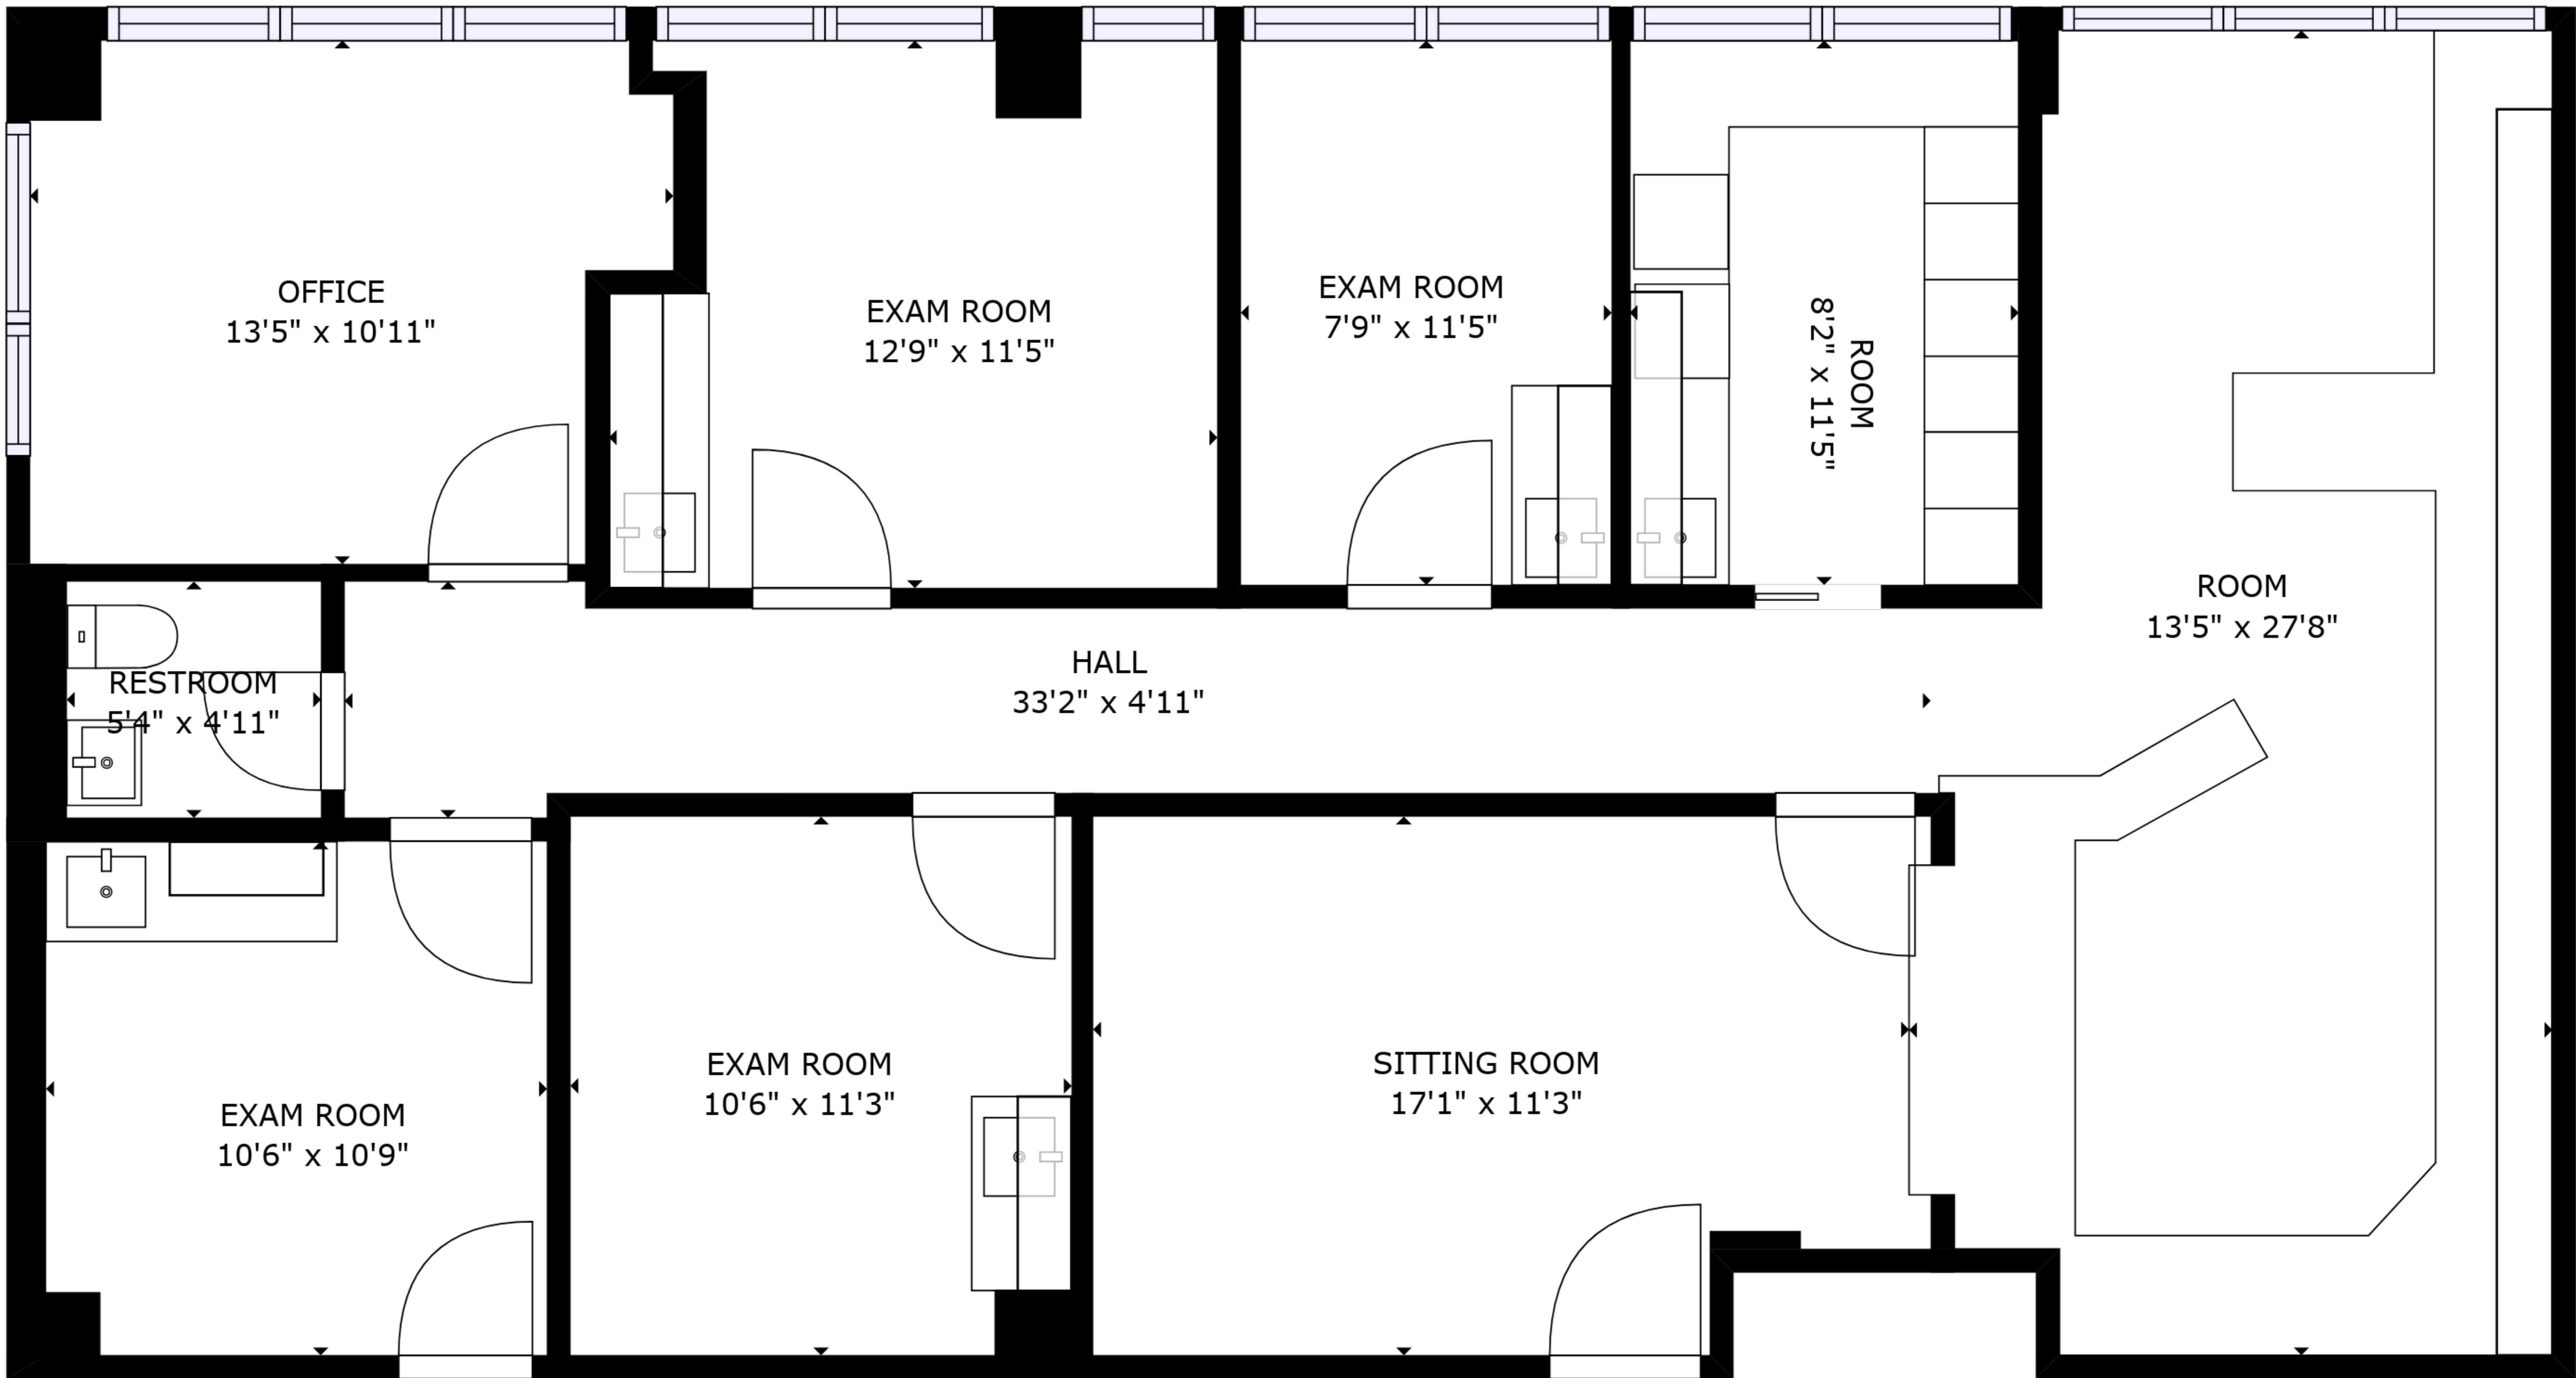 OFFICE
13'5" x 10'11"
EXAM ROOM
12'9" x 11'5"
EXAM ROOM
7'9" x 11'5"
ROOM
8'2" x 11'5"
ROOM
13'5" x 27'8"
HALL
33'2" x 4'11"
RESTROOM
5'4" x 4'11"
EXAM ROOM
10'6" x 10'9"
EXAM ROOM
10'6" x 11'3"
SITTING ROOM
17'1" x 11'3"